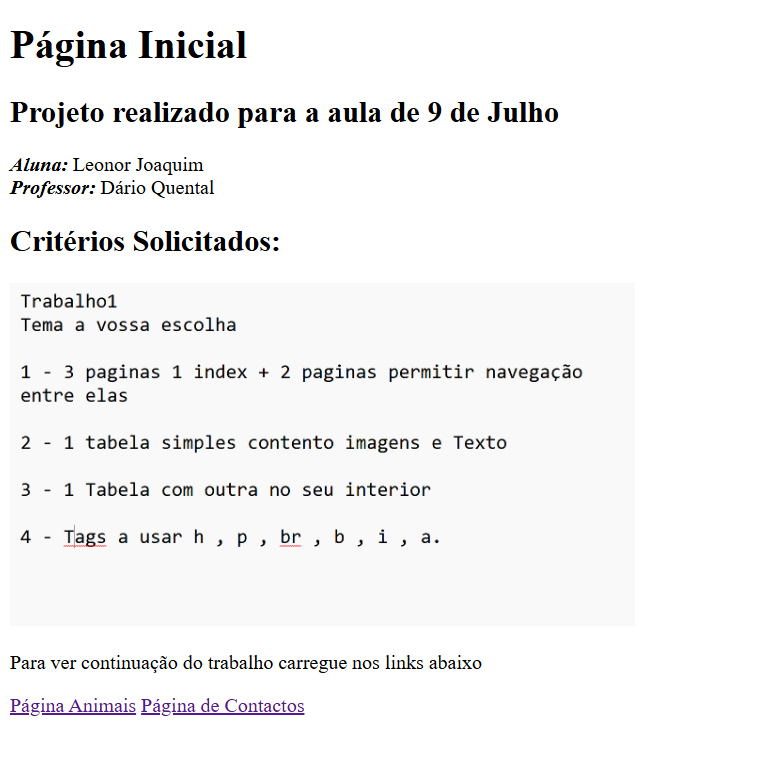 Página Inicial
Projeto realizado para a aula de 9 de Julho
Aluna: Leonor Joaquim
Professor: Dário Quental
Critérios Solicitados:
Trabalho1
Tema a vossa escolha
1 - 3 paginas 1 index + 2 paginas permitir navegação
entre elas
2 - 1 tabela simples contento imagens e Texto
3 - 1 Tabela com outra no seu interior
4 - Tags a usar h , p , br , b , i , a.
Para ver continuação do trabalho carregue nos links abaixo
Página Animais Página de Contactos